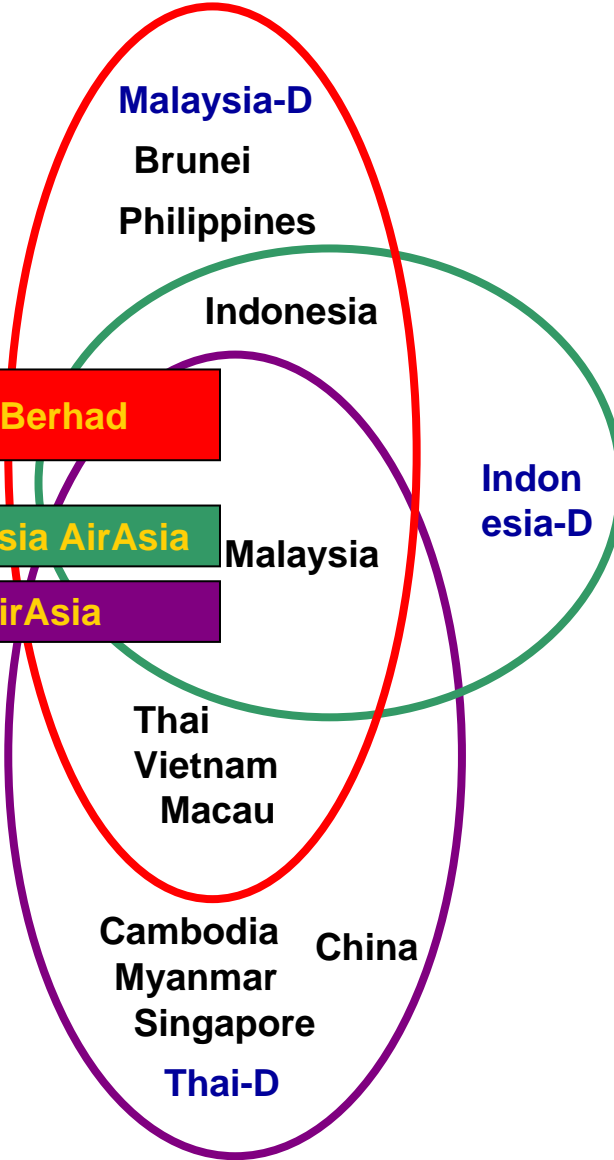 Malaysia-D
Brunei
Philippines
Indonesia
Berhad
Indon
esia-D
sia AirAsia
Malaysia
irAsia
Thai
Vietnam
Macau
Cambodia
China
Myanmar
Singapore
Thai-D